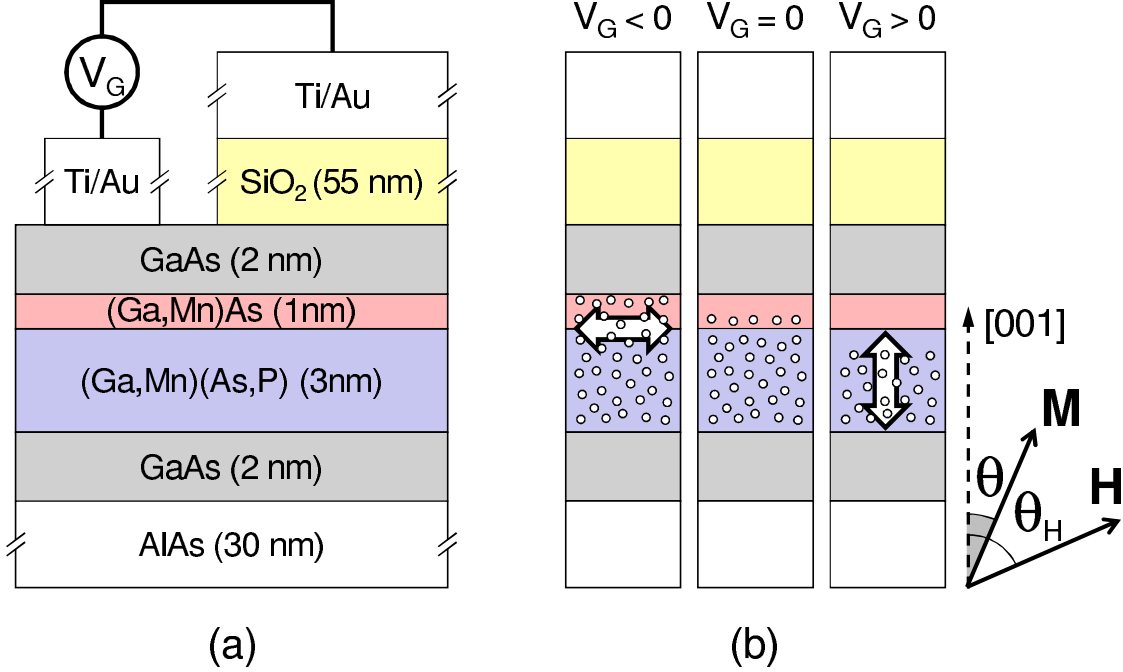 V_G
Ti/Au
Ti/Au
SiO₂ (55 nm)
GaAs (2 nm)
(Ga,Mn)As (1nm)
(Ga,Mn)(As,P) (3nm)
GaAs (2 nm)
AlAs (30 nm)
(a)
V_G < 0
V_G = 0
V_G > 0
[001]
M
θ
H
θ_H
(b)